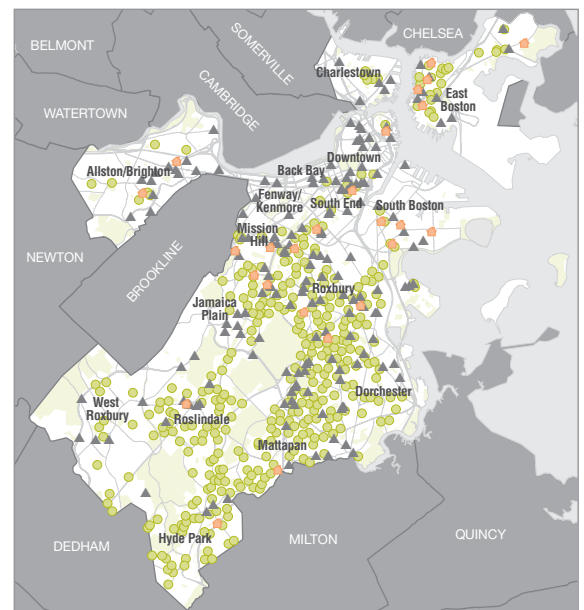 CHELSEA
BELMONT
SOMERVILLE
Charlestown
East
Boston
CAMBRIDGE
WATERTOWN
Downtown
Allston/Brighton
Back Bay
Fenway/
Kenmore
South End
South Boston
Mission
Hill
NEWTON
BROOKLINE
Roxbury
Jamaica
Plain
Dorchester
West
Roxbury
Roslindale
Mattapan
Hyde Park
DEDHAM
MILTON
QUINCY